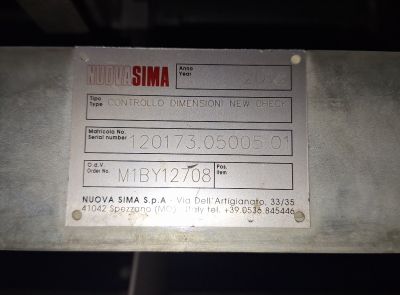 NUOVASIMA
Anno
Year
Tipo
Type
CONTROLLO DIMENSIONI NEW CHECK
Matricola No.
Serial number
120173.05005.01
O.d.V.
Order No.
M1BY12708
Pos.
Item
NUOVA SIMA S.p.A - Via Dell'Artigianato, 33/35
41042 Spezzano (MO) - Italy tel. +39.0536.845446